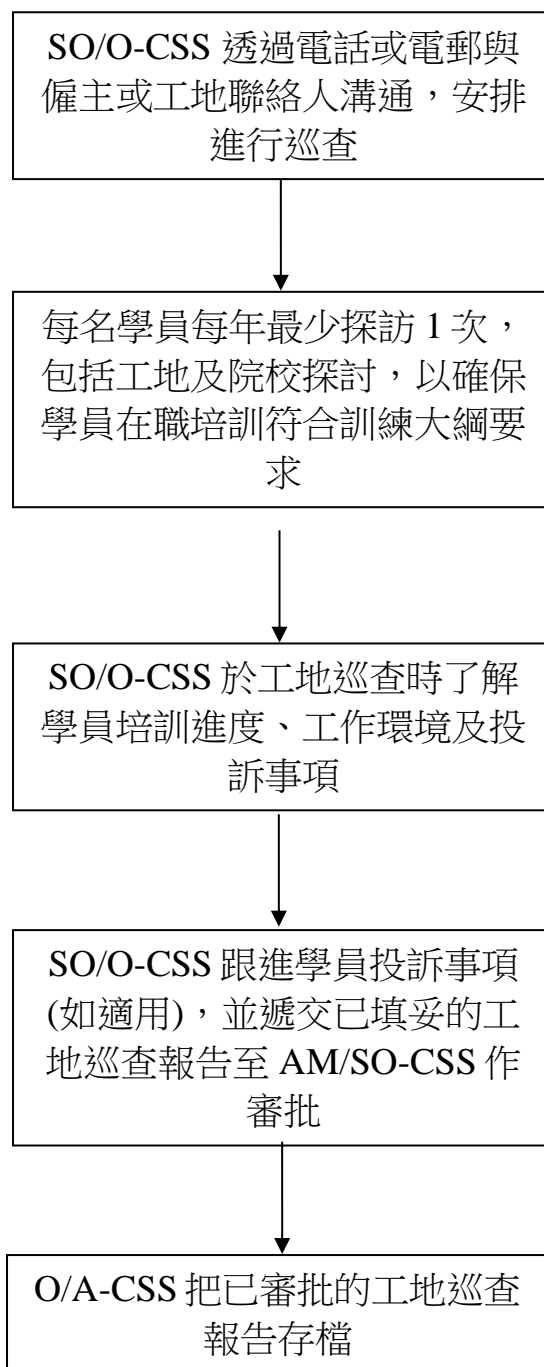 SO/O-CSS 透過電話或電郵與
僱主或工地聯絡人溝通，安排
進行巡查
每名學員每年最少探訪 1 次，
包括工地及院校探討，以確保
學員在職培訓符合訓練大綱要
求
SO/O-CSS 於工地巡查時了解
學員培訓進度、工作環境及投
訴事項
SO/O-CSS 跟進學員投訴事項
(如適用)，並遞交已填妥的工
地巡查報告至 AM/SO-CSS 作
審批
O/A-CSS 把已審批的工地巡查
報告存檔